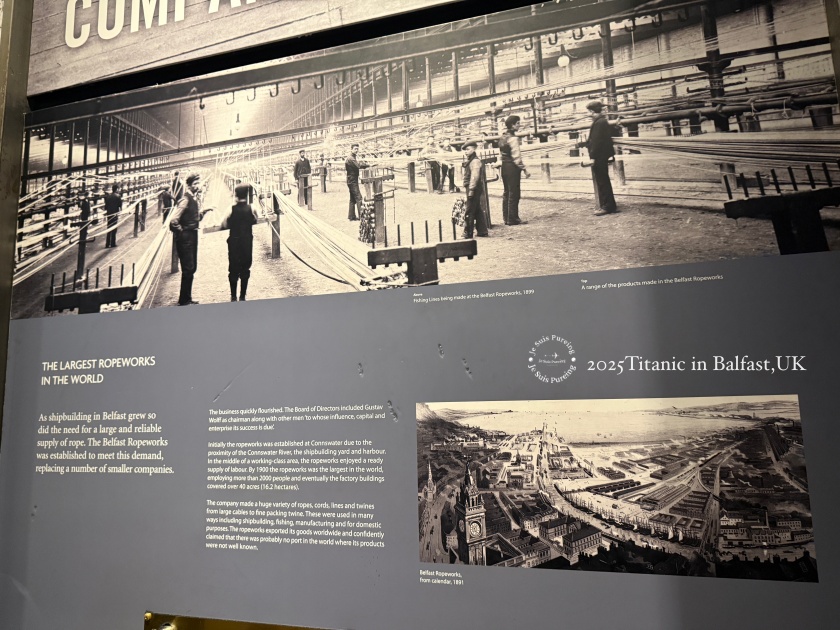 COMPA
Above
Fishing Lines being made at the Belfast Ropeworks, 1899
Top
A range of the products made in the Belfast Ropeworks
THE LARGEST ROPEWORKS
IN THE WORLD
As shipbuilding in Belfast grew so
did the need for a large and reliable
supply of rope. The Belfast Ropeworks
was established to meet this demand,
replacing a number of smaller companies.
The business quickly flourished. The Board of Directors included Gustav
Wolff as chairman along with other men 'to whose influence, capital and
enterprise its success is due'.
Initially the ropeworks was established at Connswater due to the
proximity of the Connswater River, the shipbuilding yard and harbour.
In the middle of a working-class area, the ropeworks enjoyed a ready
supply of labour. By 1900 the ropeworks was the largest in the world,
employing more than 2000 people and eventually the factory buildings
covered over 40 acres (16.2 hectares).
The company made a huge variety of ropes, cords, lines and twines
from large cables to fine packing twine. These were used in many
ways including shipbuilding, fishing, manufacturing and for domestic
purposes. The ropeworks exported its goods worldwide and confidently
claimed that there was probably no port in the world where its products
were not well known.
Je Suis Pureing
Je Suis Pureing
2025Titanic in Balfast,UK
Belfast Ropeworks,
from calendar, 1891